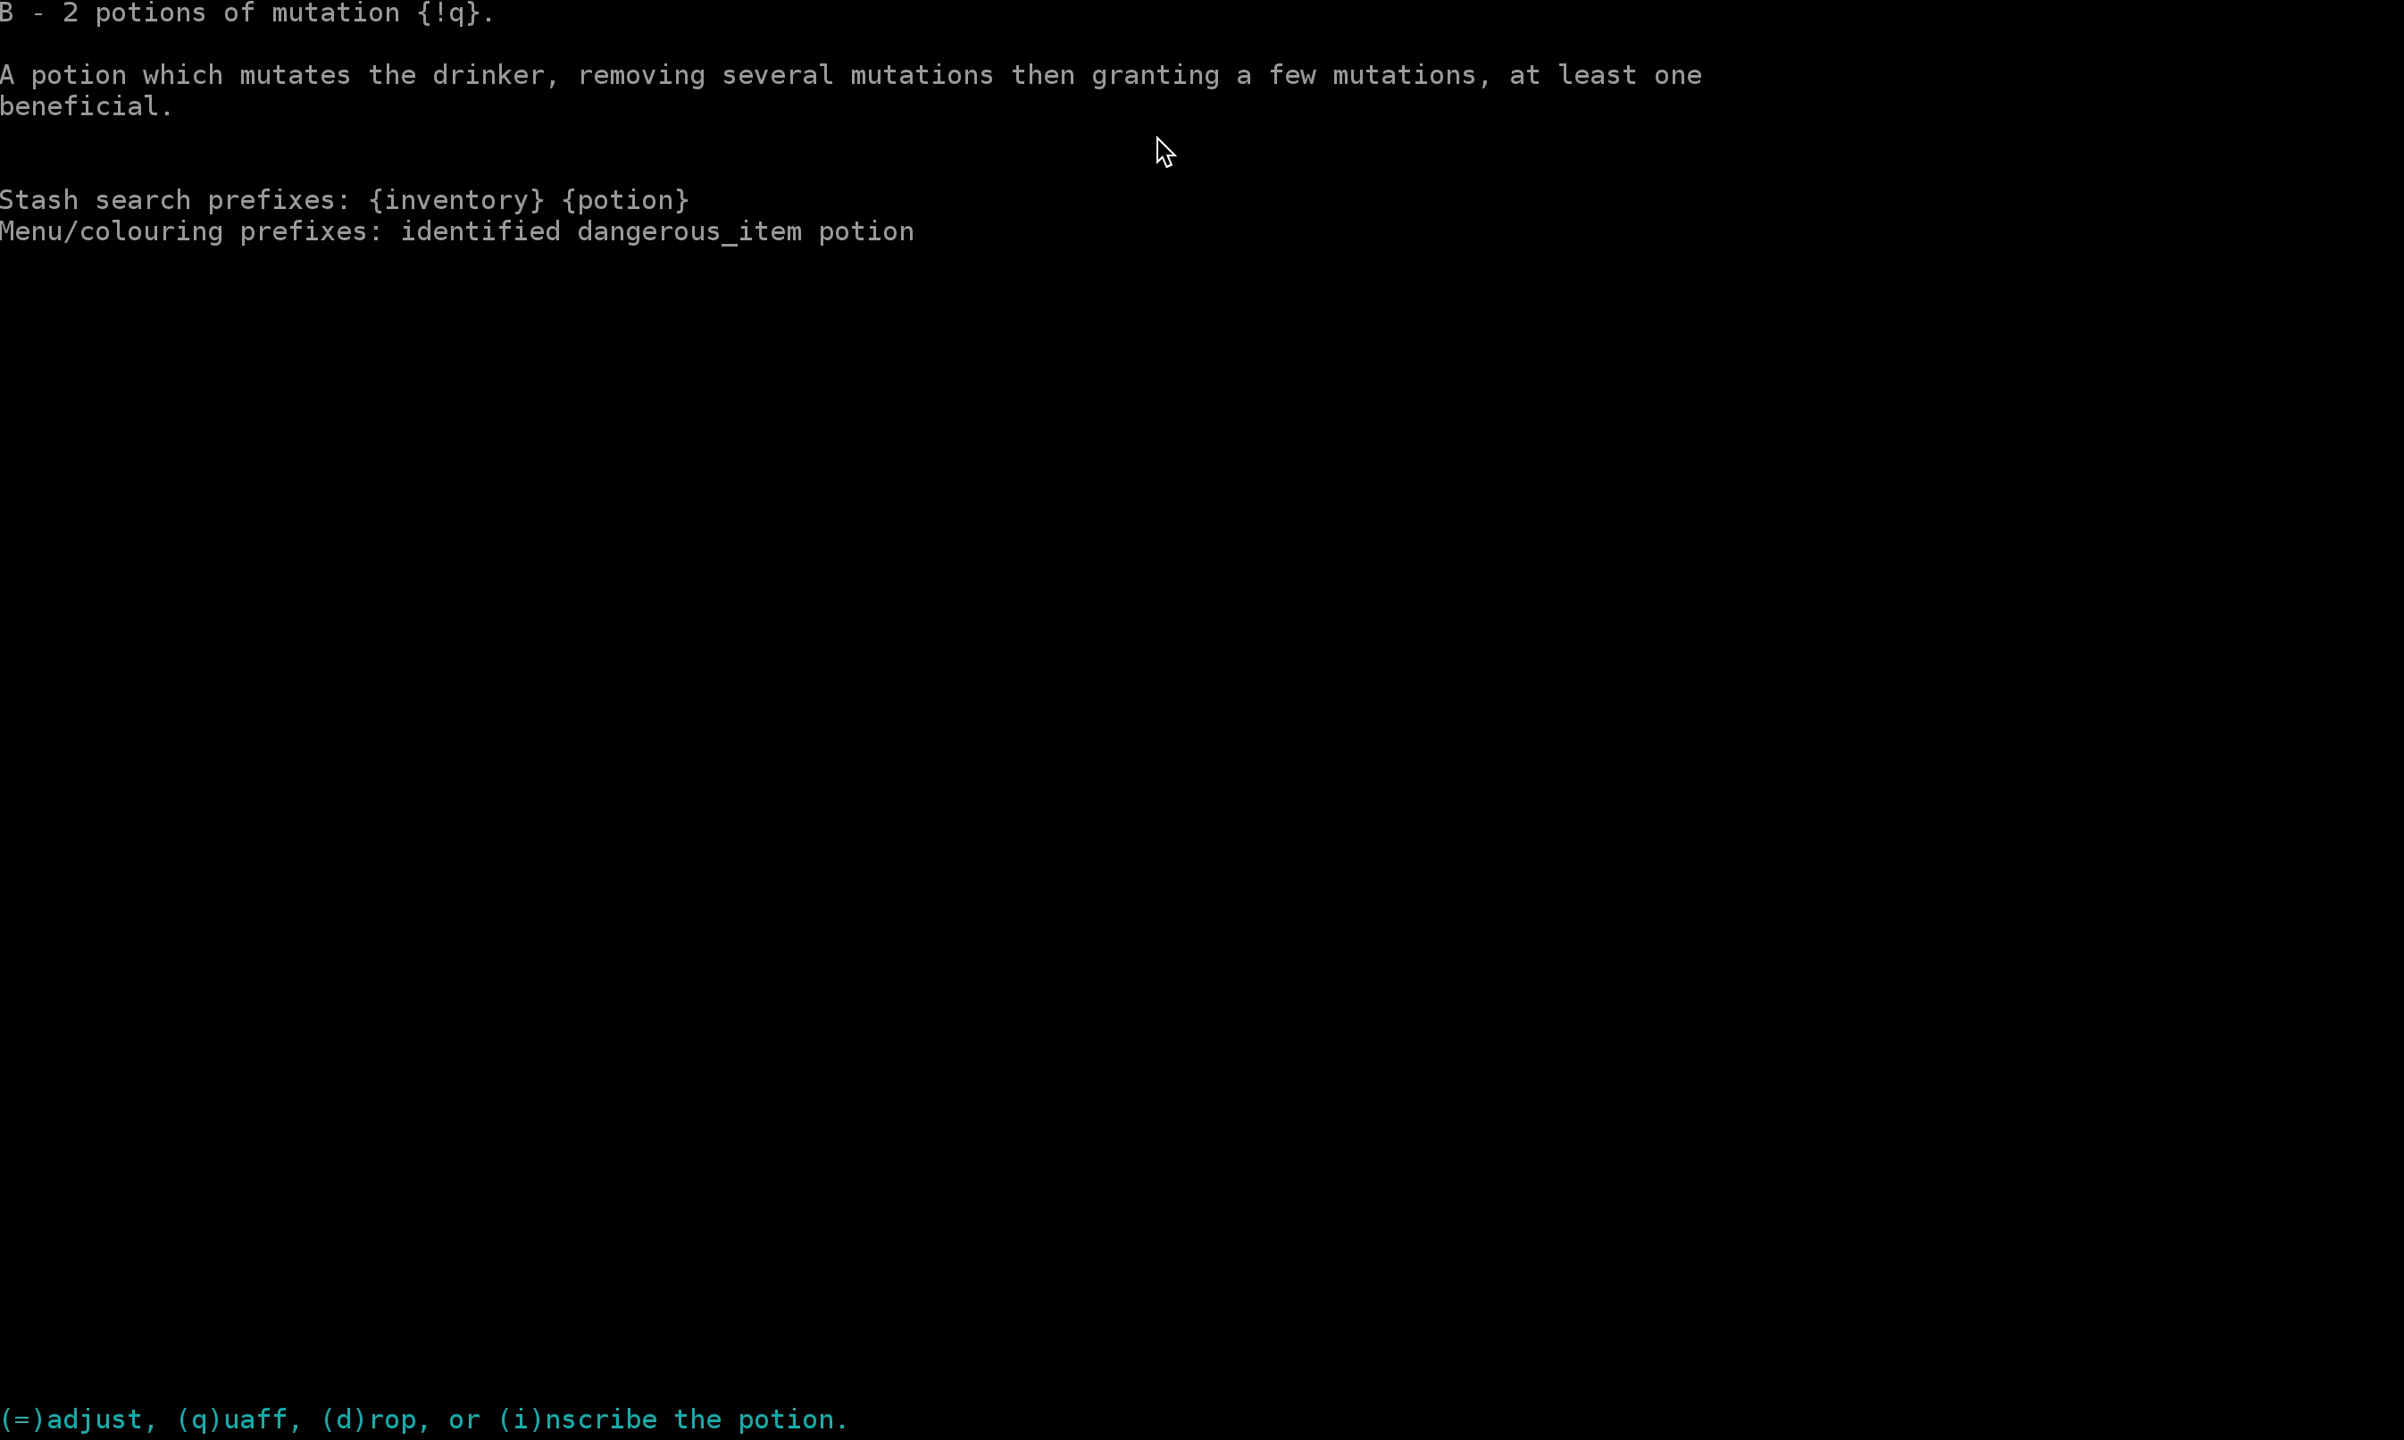 B - 2 potions of mutation {!q}.
A potion which mutates the drinker, removing several mutations then granting a few mutations, at least one
beneficial.
Stash search prefixes: {inventory} {potion}
Menu/colouring prefixes: identified dangerous_item potion
(=)adjust, (q)uaff, (d)rop, or (i)nscribe the potion.